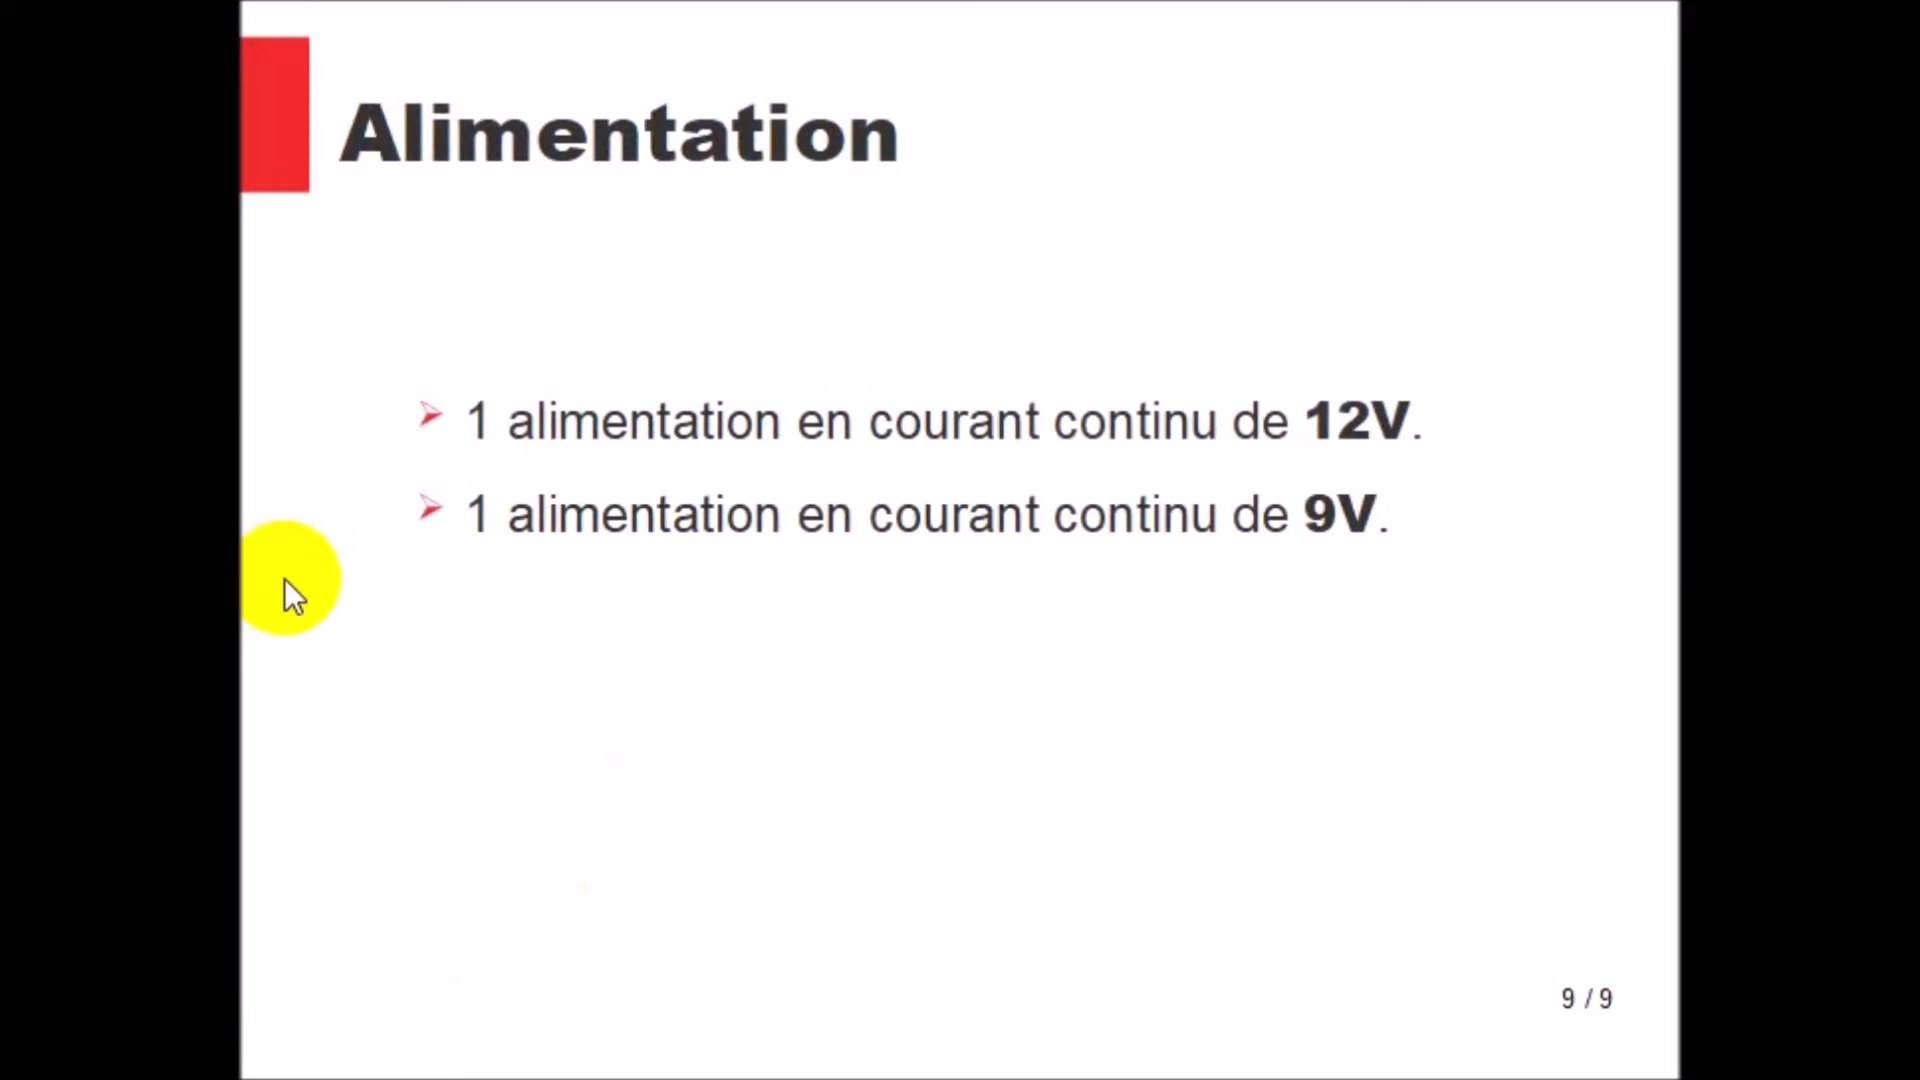 Alimentation
1 alimentation en courant continu de 12V.
1 alimentation en courant continu de 9V.
9 / 9